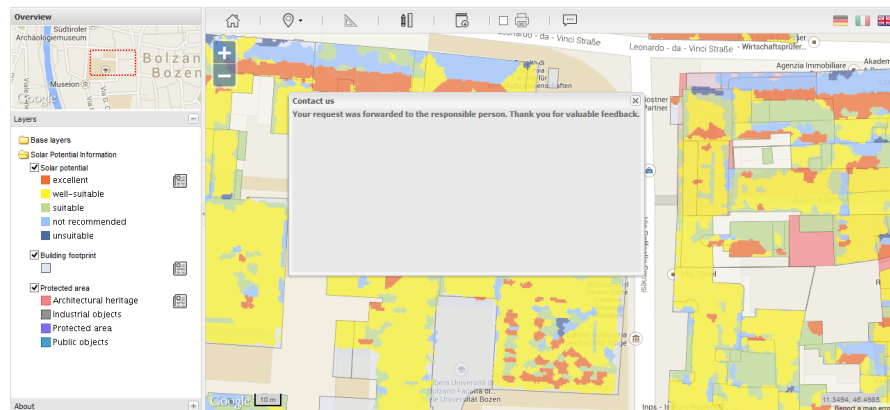 Overview
Südtiroler
Archäologiemuseum
Bolzano
Bozen
Museion
Google
Layers
Base layers
Solar Potential Information
Solar potential
excellent
well-suitable
suitable
not recommended
unsuitable
Building footprint
Protected area
Architectural heritage
Industrial objects
Protected area
Public objects
About
Leonardo - da - Vinci Straße
Leonardo - da - Vinci Straße - Wirtschaftsprüfer...
Agenzia Immobiliare
Contact us
Your request was forwarded to the responsible person. Thank you for valuable feedback.
Partner
Travel
Google
10 m
11.3494, 46.4985
Report a map